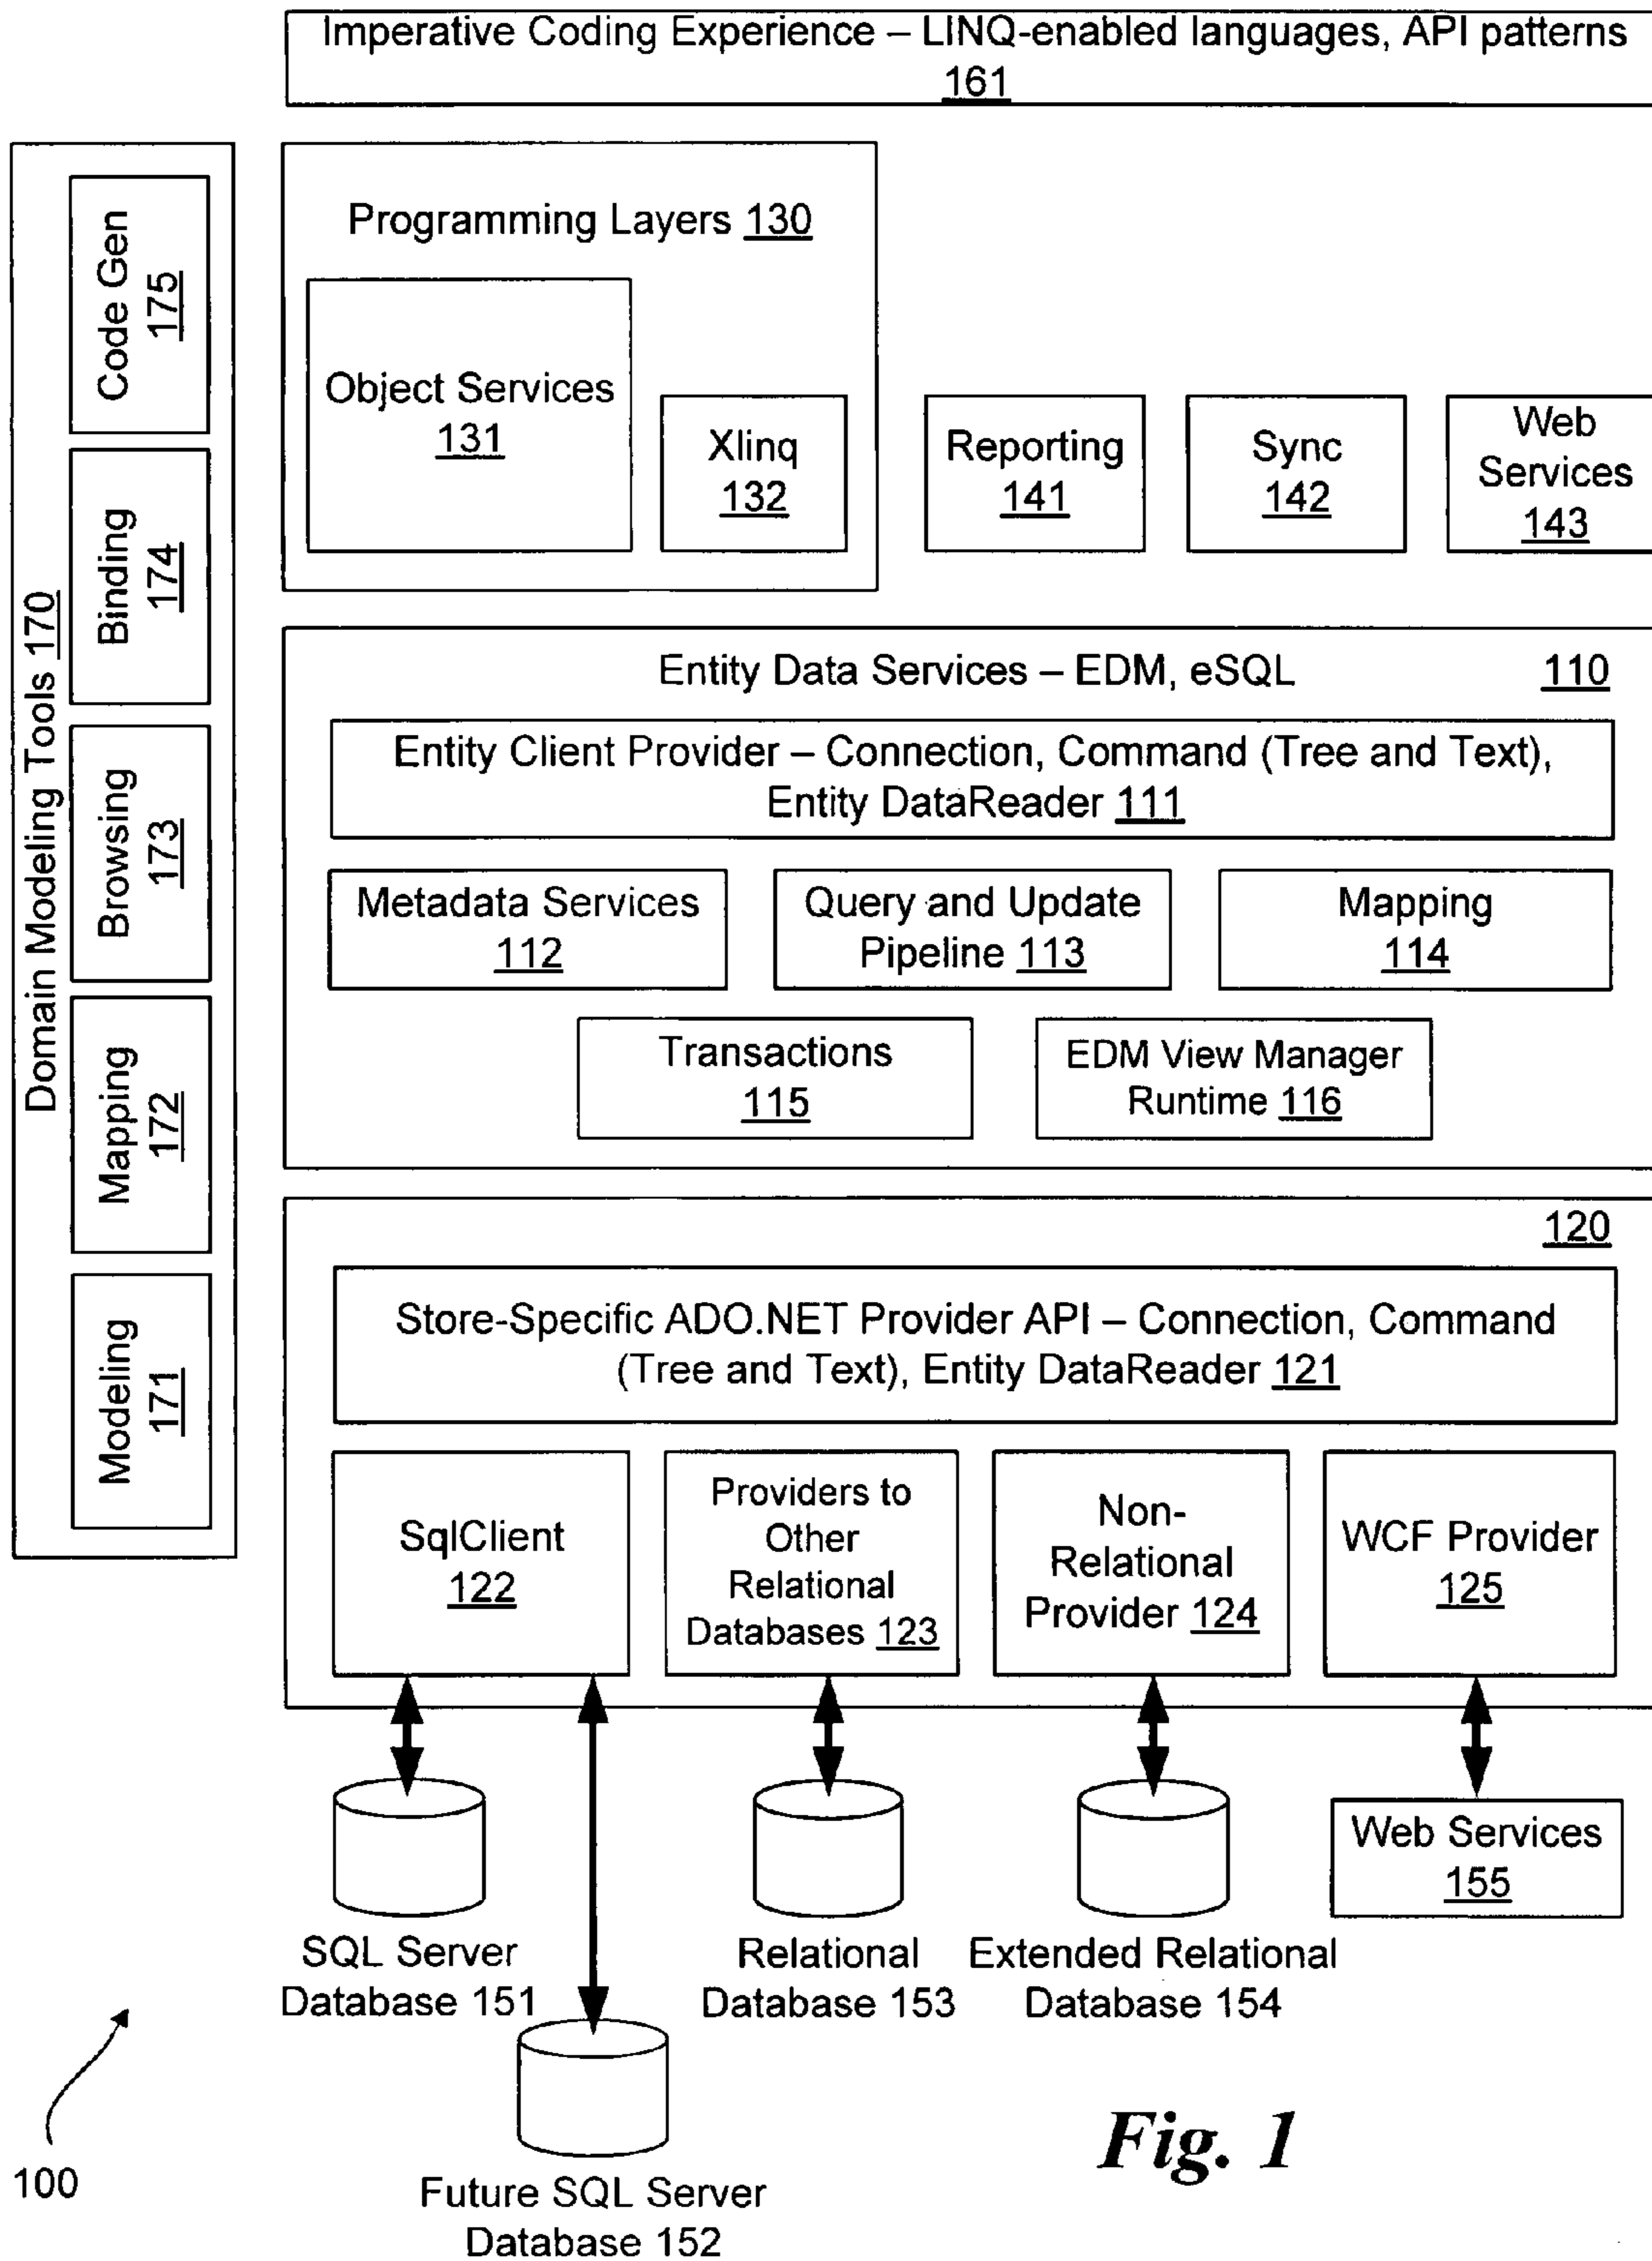 Imperative Coding Experience – LINQ-enabled languages, API patterns
161
Domain Modeling Tools 170
Code Gen
175
Binding
174
Browsing
173
Mapping
172
Modeling
171
Programming Layers 130
Object Services
131
Xlinq
132
Reporting
141
Sync
142
Web
Services
143
Entity Data Services – EDM, eSQL
110
Entity Client Provider – Connection, Command (Tree and Text),
Entity DataReader 111
Metadata Services
112
Query and Update
Pipeline 113
Mapping
114
Transactions
115
EDM View Manager
Runtime 116
120
Store-Specific ADO.NET Provider API – Connection, Command
(Tree and Text), Entity DataReader 121
SqlClient
122
Providers to
Other
Relational
Databases 123
Non-
Relational
Provider 124
WCF Provider
125
SQL Server
Database 151
Relational
Database 153
Extended Relational
Database 154
Web Services
155
Future SQL Server
Database 152
100
Fig. 1